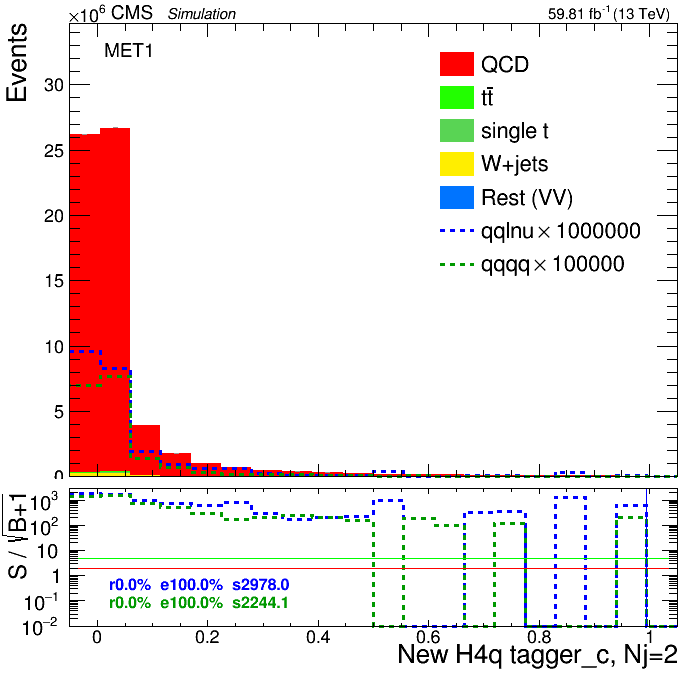 ×10⁶ CMS Simulation 59.81 fb⁻¹ (13 TeV)
Events
MET1
QCD
tt̄
single t
W+jets
Rest (VV)
qqlnu × 1000000
qqqq × 100000
30
25
20
15
10
5
0
S / √B+1
10³
10²
10
1
10⁻¹
10⁻²
r0.0% e100.0% s2978.0
r0.0% e100.0% s2244.1
0 0.2 0.4 0.6 0.8 1
New H4q tagger_c, Nj=2